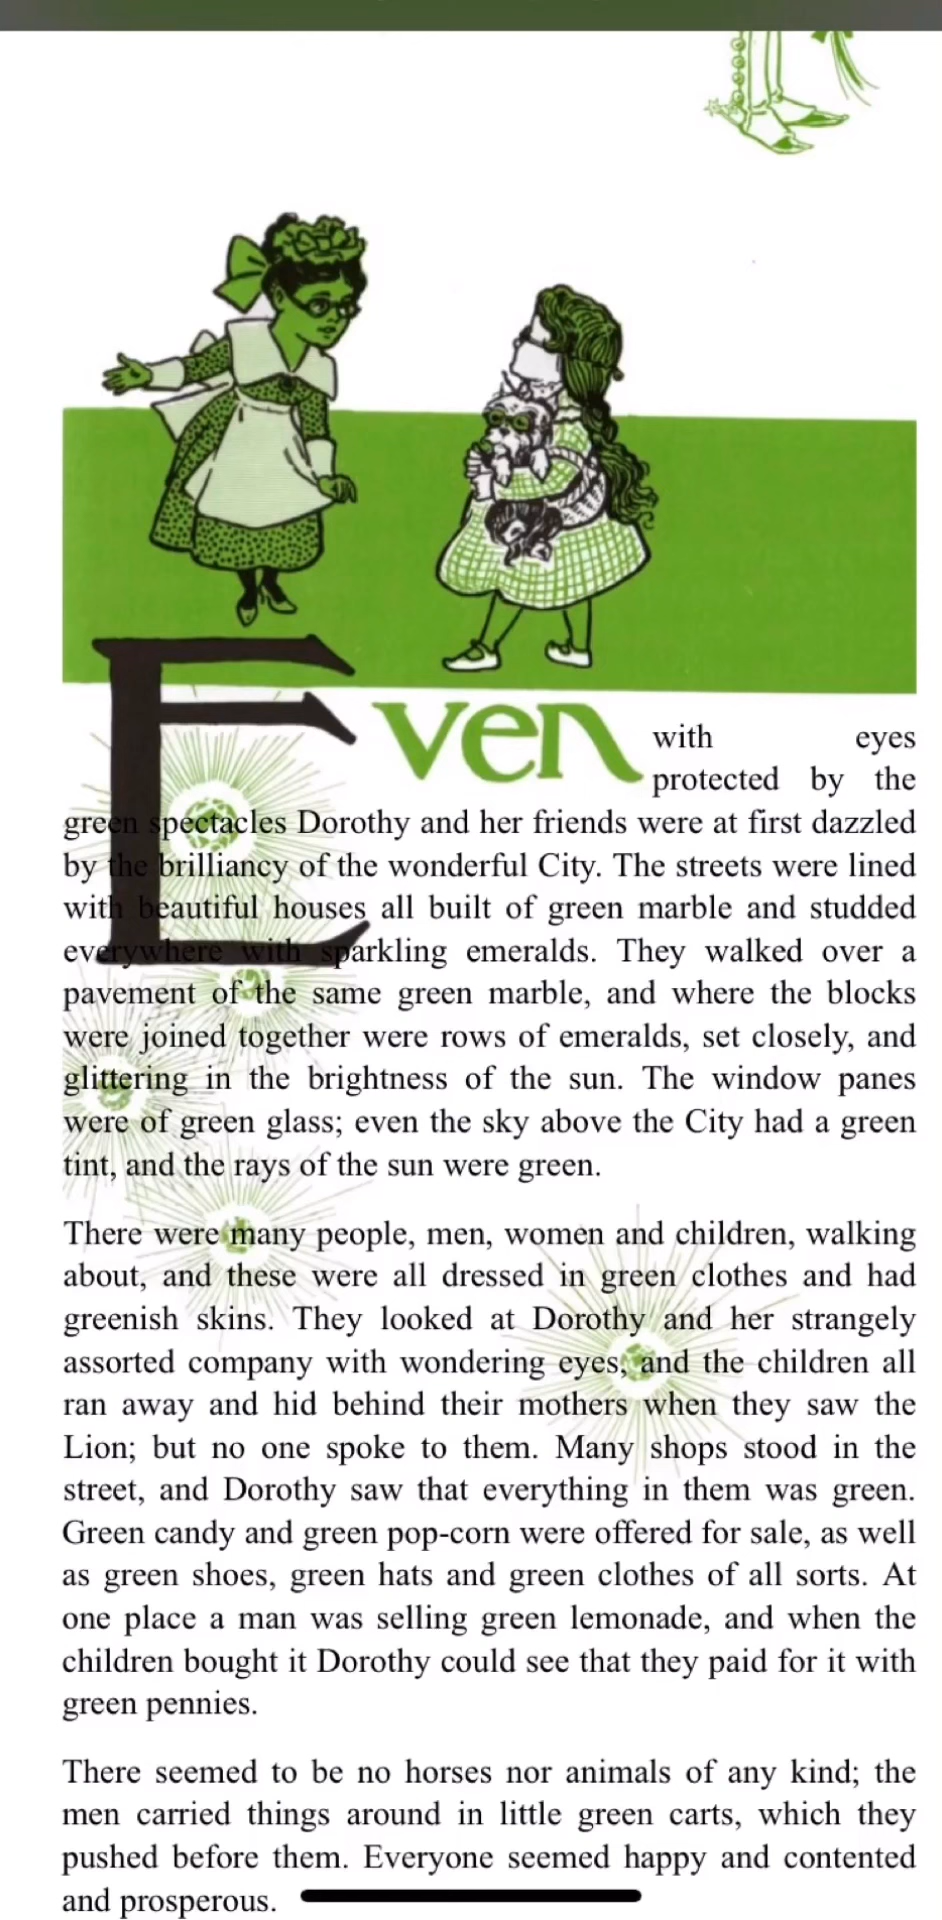 Even with eyes
protected by the
green spectacles Dorothy and her friends were at first dazzled
by the brilliancy of the wonderful City. The streets were lined
with beautiful houses all built of green marble and studded
everywhere with sparkling emeralds. They walked over a
pavement of the same green marble, and where the blocks
were joined together were rows of emeralds, set closely, and
glittering in the brightness of the sun. The window panes
were of green glass; even the sky above the City had a green
tint, and the rays of the sun were green.
There were many people, men, women and children, walking
about, and these were all dressed in green clothes and had
greenish skins. They looked at Dorothy and her strangely
assorted company with wondering eyes, and the children all
ran away and hid behind their mothers when they saw the
Lion; but no one spoke to them. Many shops stood in the
street, and Dorothy saw that everything in them was green.
Green candy and green pop-corn were offered for sale, as well
as green shoes, green hats and green clothes of all sorts. At
one place a man was selling green lemonade, and when the
children bought it Dorothy could see that they paid for it with
green pennies.
There seemed to be no horses nor animals of any kind; the
men carried things around in little green carts, which they
pushed before them. Everyone seemed happy and contented
and prosperous.